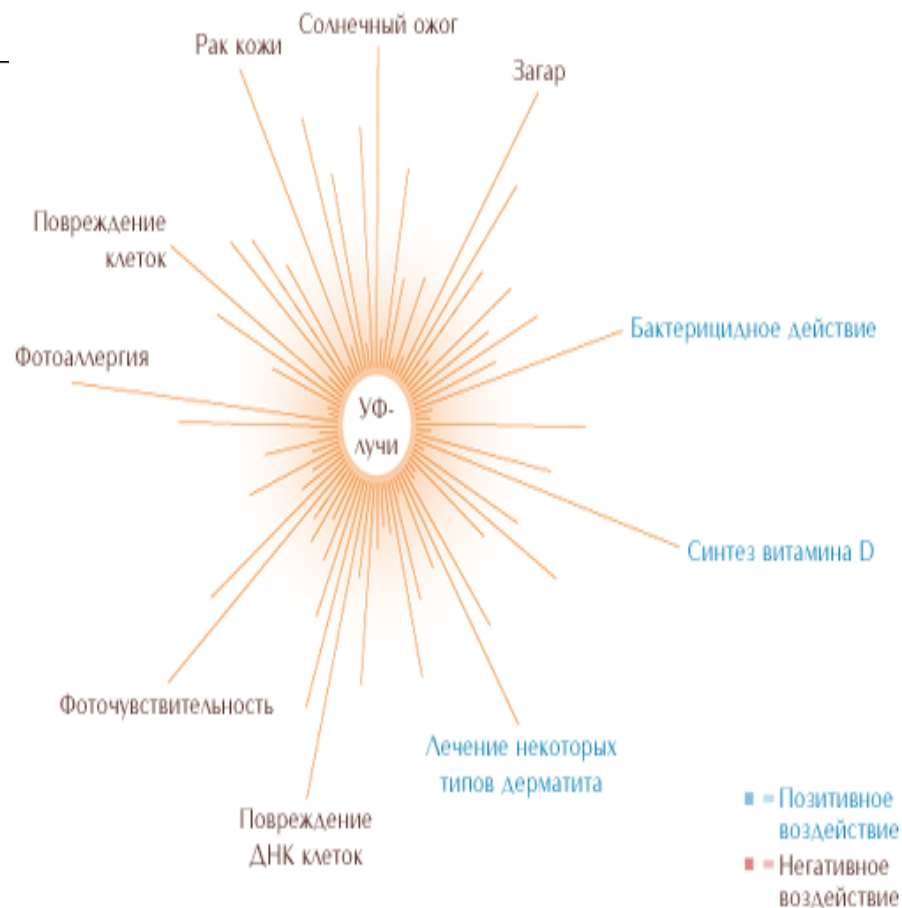 Солнечный ожог
Рак кожи
Загар
Повреждение
клеток
Бактерицидное действие
Фотоаллергия
УФ-
лучи
Синтез витамина D
Фоточувствительность
Лечение некоторых
типов дерматита
Повреждение
ДНК клеток
= Позитивное
воздействие
= Негативное
воздействие